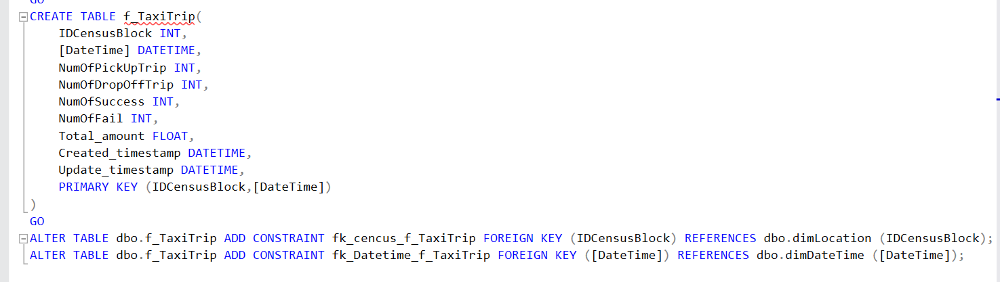 GO
CREATE TABLE f_TaxiTrip(
IDCensusBlock INT,
[DateTime] DATETIME,
NumOfPickUpTrip INT,
NumOfDropOffTrip INT,
NumOfSuccess INT,
NumOfFail INT,
Total_amount FLOAT,
Created_timestamp DATETIME,
Update_timestamp DATETIME,
PRIMARY KEY (IDCensusBlock,[DateTime])
)
GO
ALTER TABLE dbo.f_TaxiTrip ADD CONSTRAINT fk_cencus_f_TaxiTrip FOREIGN KEY (IDCensusBlock) REFERENCES dbo.dimLocation (IDCensusBlock);
ALTER TABLE dbo.f_TaxiTrip ADD CONSTRAINT fk_Datetime_f_TaxiTrip FOREIGN KEY ([DateTime]) REFERENCES dbo.dimDateTime ([DateTime]);